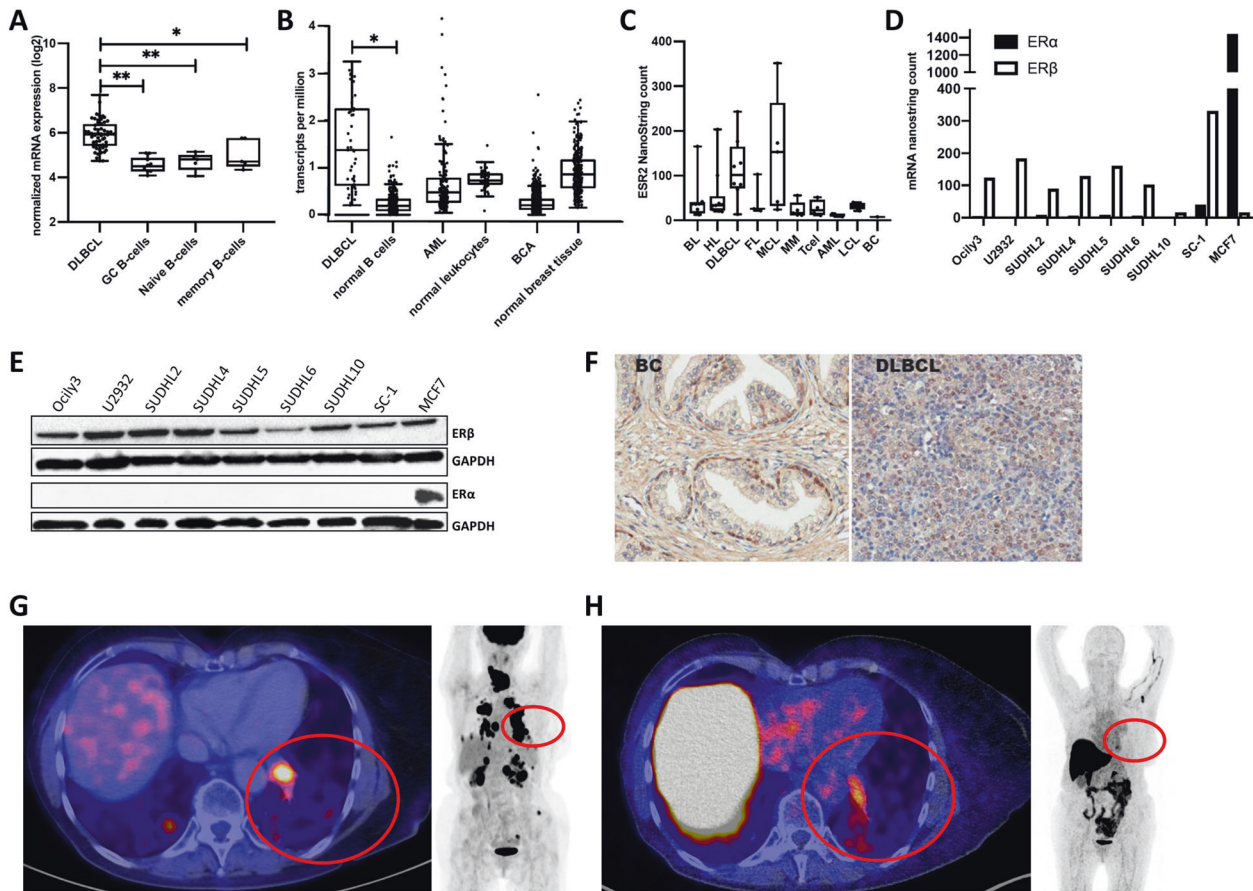 A
normalized mRNA expression (log2)
10
8
6
4
2
0
*
**
**
DLBCL
GC B-cells
Naive B-cells
memory B-cells
B
transcripts per million
4
3
2
1
0
*
DLBCL
normal B cells
AML
normal leukocytes
BCA
normal breast tissue
C
ESR2 NanoString count
400
300
200
150
100
50
0
BL
HL
DLBCL
FL
MCL
MM
Tcel
AML
LCL
BC
D
mRNA nanostring count
1400
1200
1000
400
300
200
100
0
ERα
ERβ
Ocily3
U2932
SUDHL2
SUDHL4
SUDHL5
SUDHL6
SUDHL10
SC-1
MCF7
E
Ocily3
U2932
SUDHL2
SUDHL4
SUDHL5
SUDHL6
SUDHL10
SC-1
MCF7
ERβ
GAPDH
ERα
GAPDH
F
BC
DLBCL
G
H